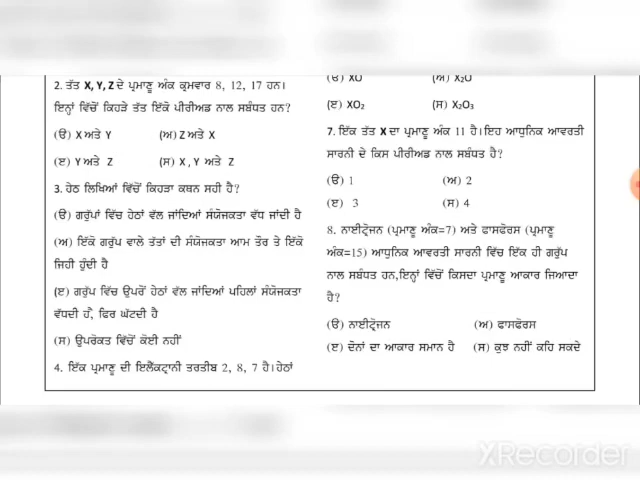 2. ਤੱਤ X, Y, Z ਦੇ ਪ੍ਰਮਾਣੂ ਅੰਕ ਕ੍ਰਮਵਾਰ 8, 12, 17 ਹਨ।
ਇਨ੍ਹਾਂ ਵਿੱਚੋਂ ਕਿਹੜੇ ਤੱਤ ਇੱਕੋ ਪੀਰੀਅਡ ਨਾਲ ਸਬੰਧਤ ਹਨ?
(ੳ) X ਅਤੇ Y (ਅ) Z ਅਤੇ X
(ੲ) Y ਅਤੇ Z (ਸ) X , Y ਅਤੇ Z
3. ਹੇਠ ਲਿਖਿਆਂ ਵਿੱਚੋਂ ਕਿਹੜਾ ਕਥਨ ਸਹੀ ਹੈ?
(ੳ) ਗਰੁੱਪਾਂ ਵਿੱਚ ਹੇਠਾਂ ਵੱਲ ਜਾਂਦਿਆਂ ਸੰਯੋਜਕਤਾ ਵੱਧ ਜਾਂਦੀ ਹੈ
(ਅ) ਇੱਕੋ ਗਰੁੱਪ ਵਾਲੇ ਤੱਤਾਂ ਦੀ ਸੰਯੋਜਕਤਾ ਆਮ ਤੌਰ ਤੇ ਇੱਕੋ
ਜਿਹੀ ਹੁੰਦੀ ਹੈ
(ੲ) ਗਰੁੱਪ ਵਿੱਚ ਉਪਰੋਂ ਹੇਠਾਂ ਵੱਲ ਜਾਂਦਿਆਂ ਪਹਿਲਾਂ ਸੰਯੋਜਕਤਾ
ਵੱਧਦੀ ਹੈ, ਫਿਰ ਘੱਟਦੀ ਹੈ
(ਸ) ਉਪਰੋਕਤ ਵਿੱਚੋਂ ਕੋਈ ਨਹੀਂ
4. ਇੱਕ ਪ੍ਰਮਾਣੂ ਦੀ ਇਲੈੱਕਟ੍ਰਾਨੀ ਤਰਤੀਬ 2, 8, 7 ਹੈ। ਹੇਠਾਂ
(ੳ) XO (ਅ) X₂O
(ੲ) XO₂ (ਸ) X₂O₃
7. ਇੱਕ ਤੱਤ X ਦਾ ਪ੍ਰਮਾਣੂ ਅੰਕ 11 ਹੈ। ਇਹ ਆਧੁਨਿਕ ਆਵਰਤੀ
ਸਾਰਨੀ ਦੇ ਕਿਸ ਪੀਰੀਅਡ ਨਾਲ ਸਬੰਧਤ ਹੈ?
(ੳ) 1 (ਅ) 2
(ੲ) 3 (ਸ) 4
8. ਨਾਈਟ੍ਰੋਜਨ (ਪ੍ਰਮਾਣੂ ਅੰਕ=7) ਅਤੇ ਫਾਸਫੋਰਸ (ਪ੍ਰਮਾਣੂ
ਅੰਕ=15) ਆਧੁਨਿਕ ਆਵਰਤੀ ਸਾਰਨੀ ਵਿੱਚ ਇੱਕ ਹੀ ਗਰੁੱਪ
ਨਾਲ ਸਬੰਧਤ ਹਨ,ਇਨ੍ਹਾਂ ਵਿੱਚੋਂ ਕਿਸਦਾ ਪ੍ਰਮਾਣੂ ਆਕਾਰ ਜਿਆਦਾ
ਹੈ?
(ੳ) ਨਾਈਟ੍ਰੋਜਨ (ਅ) ਫਾਸਫੋਰਸ
(ੲ) ਦੋਨਾਂ ਦਾ ਆਕਾਰ ਸਮਾਨ ਹੈ (ਸ) ਕੁਝ ਨਹੀਂ ਕਹਿ ਸਕਦੇ
XRecorder